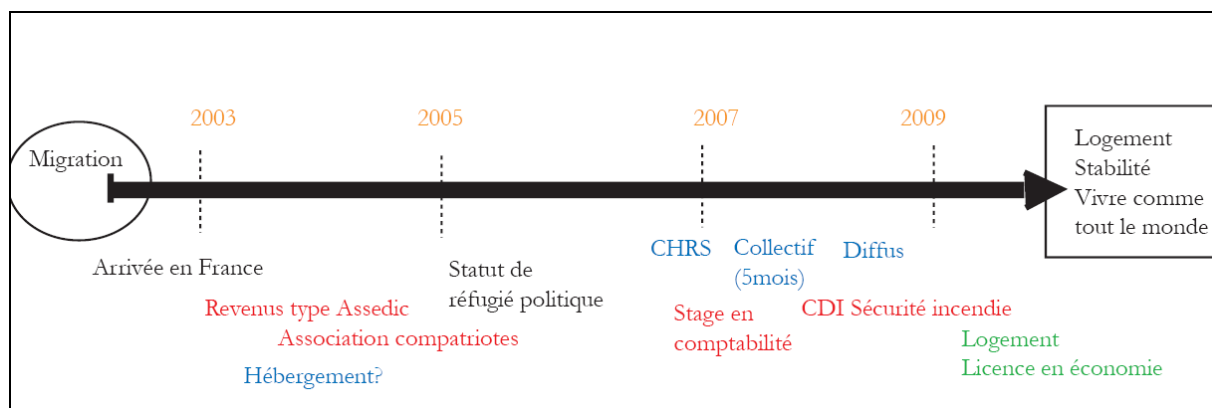 2003
2005
2007
2009
Migration
Logement
Stabilité
Vivre comme
tout le monde
Arrivée en France
Statut de
réfugié politique
CHRS
Collectif
(5mois)
Diffus
Revenus type Assedic
Association compatriotes
Hébergement?
Stage en
comptabilité
CDI Sécurité incendie
Logement
Licence en économie